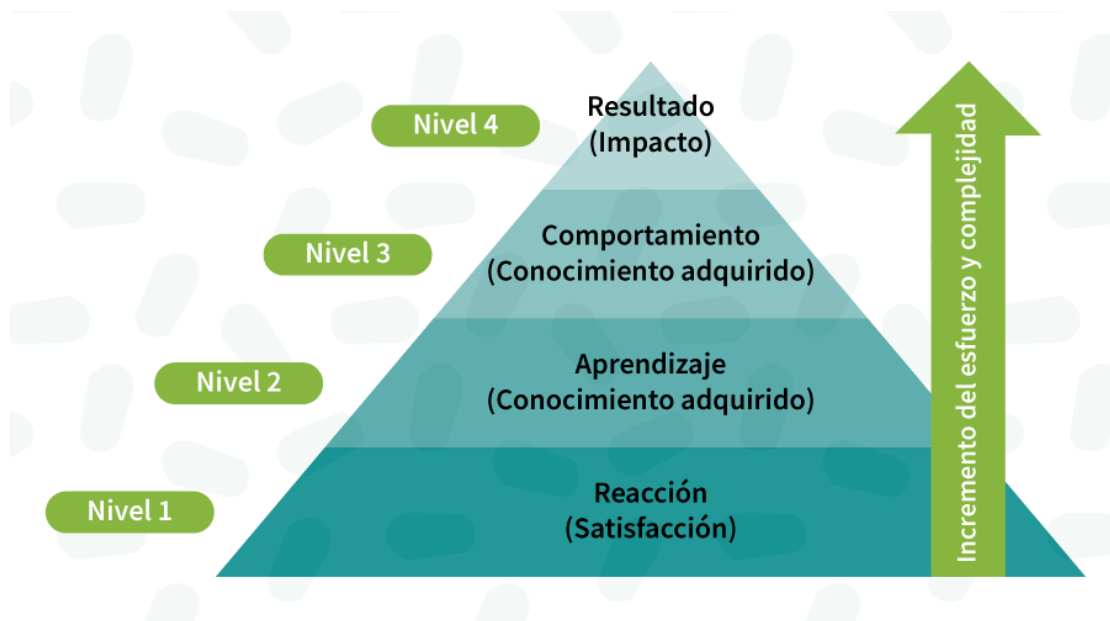 Nivel 4
Resultado
(Impacto)
Nivel 3
Comportamiento
(Conocimiento adquirido)
Nivel 2
Aprendizaje
(Conocimiento adquirido)
Nivel 1
Reacción
(Satisfacción)
Incremento del esfuerzo y complejidad